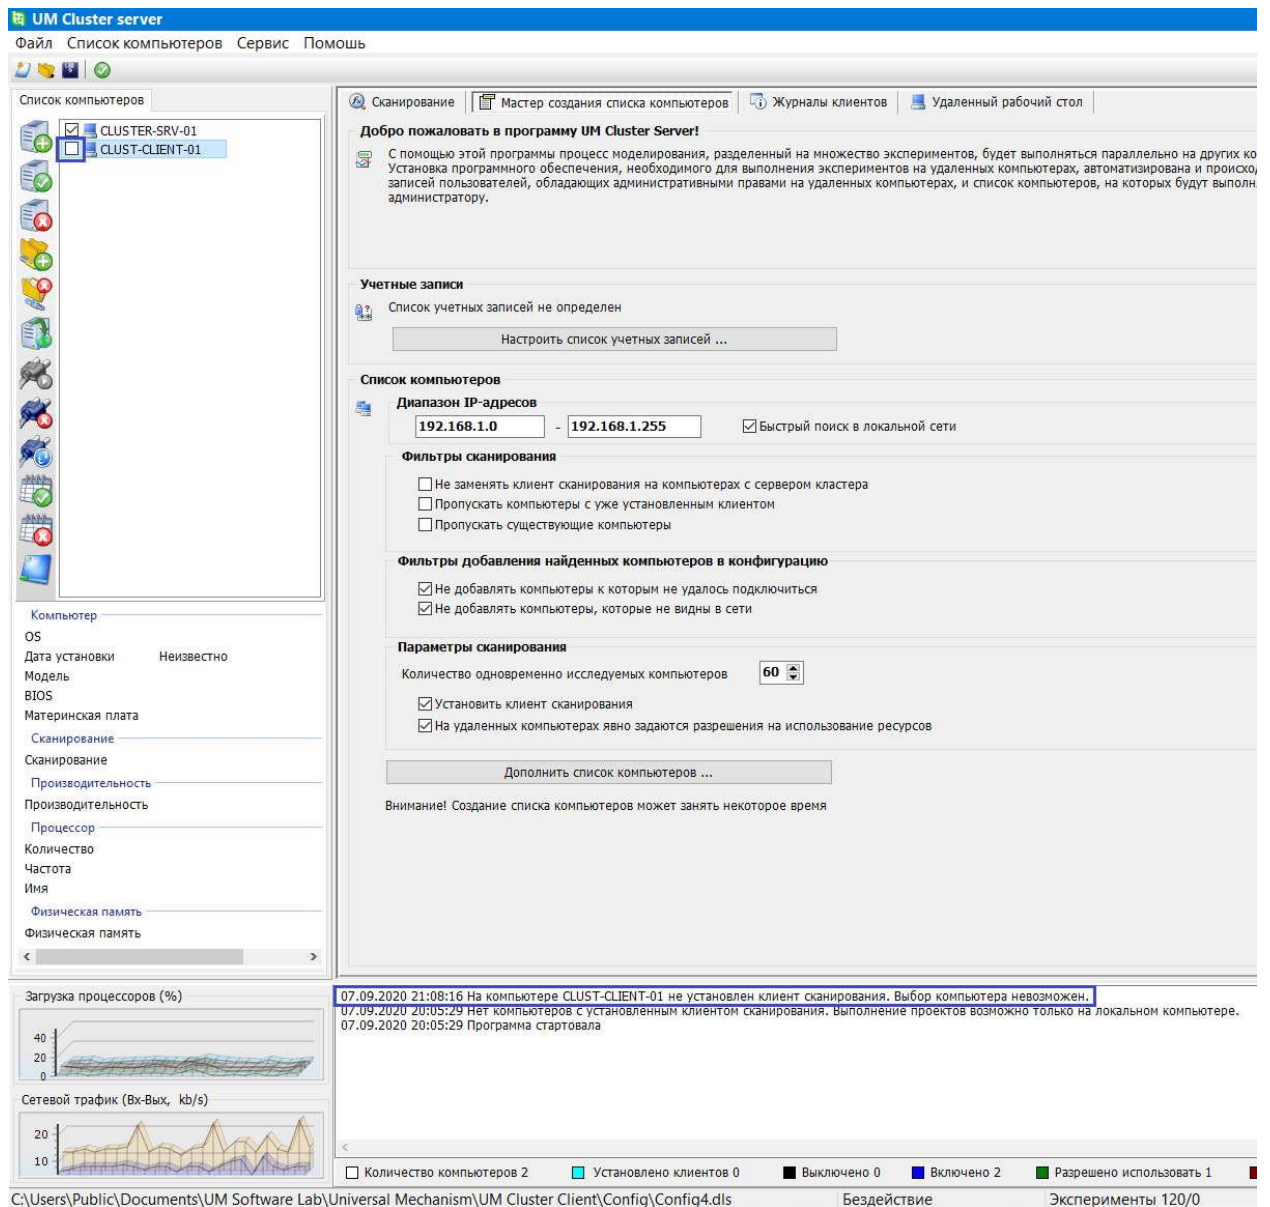 UM Cluster server
Файл Список компьютеров Сервис Помошь
Список компьютеров
CLUSTER-SRV-01
CLUST-CLIENT-01
Сканирование Мастер создания списка компьютеров Журналы клиентов Удаленный рабочий стол
Добро пожаловать в программу UM Cluster Server!
С помощью этой программы процесс моделирования, разделенный на множество экспериментов, будет выполняться параллельно на других ко
Установка программного обеспечения, необходимого для выполнения экспериментов на удаленных компьютерах, автоматизирована и происхо
записей пользователей, обладающих административными правами на удаленных компьютерах, и список компьютеров, на которых будут выполн
администратору.
Учетные записи
Список учетных записей не определен
Настроить список учетных записей ...
Список компьютеров
Диапазон IP-адресов
192.168.1.0 - 192.168.1.255 Быстрый поиск в локальной сети
Фильтры сканирования
Не заменять клиент сканирования на компьютерах с сервером кластера
Пропускать компьютеры с уже установленным клиентом
Пропускать существующие компьютеры
Фильтры добавления найденных компьютеров в конфигурацию
Не добавлять компьютеры к которым не удалось подключиться
Не добавлять компьютеры, которые не видны в сети
Параметры сканирования
Количество одновременно исследуемых компьютеров 60
Установить клиент сканирования
На удаленных компьютерах явно задаются разрешения на использование ресурсов
Дополнить список компьютеров ...
Внимание! Создание списка компьютеров может занять некоторое время
Компьютер
OS
Дата установки Неизвестно
Модель
BIOS
Материнская плата
Сканирование
Сканирование
Производительность
Производительность
Процессор
Количество
Частота
Имя
Физическая память
Физическая память
Загрузка процессоров (%)
40
20
0
Сетевой трафик (Вх-Вых, kb/s)
20
10
07.09.2020 21:08:16 На компьютере CLUST-CLIENT-01 не установлен клиент сканирования. Выбор компьютера невозможен.
07.09.2020 20:05:29 Нет компьютеров с установленным клиентом сканирования. Выполнение проектов возможно только на локальном компьютере.
07.09.2020 20:05:29 Программа стартовала
Количество компьютеров 2 Установлено клиентов 0 Выключено 0 Включено 2 Разрешено использовать 1
C:\Users\Public\Documents\UM Software Lab\Universal Mechanism\UM Cluster Client\Config\Config4.dls Бездействие Эксперименты 120/0